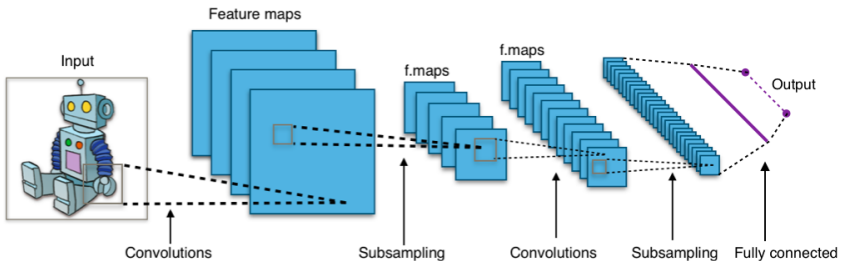 Feature maps
Input
f.maps
f.maps
Output
Convolutions
Subsampling
Convolutions
Subsampling
Fully connected